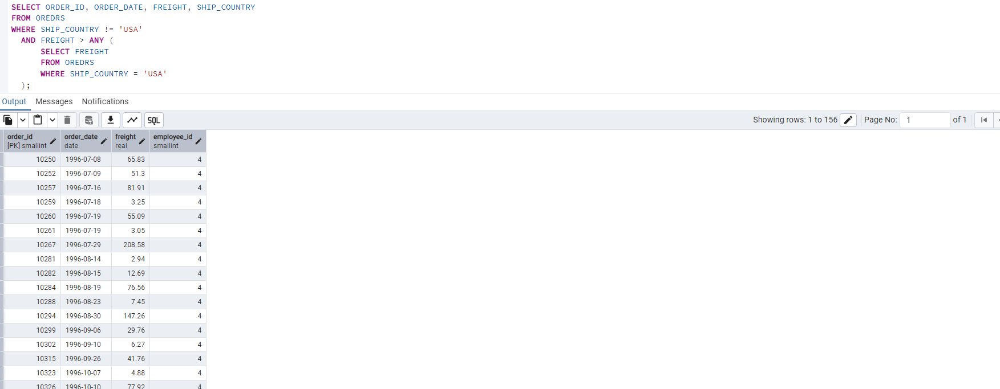 SELECT ORDER_ID, ORDER_DATE, FREIGHT, SHIP_COUNTRY
FROM OREDRS
WHERE SHIP_COUNTRY != 'USA'
AND FREIGHT > ANY (
SELECT FREIGHT
FROM OREDRS
WHERE SHIP_COUNTRY = 'USA'
);
Output Messages Notifications
SQL Showing rows: 1 to 156 Page No: 1 of 1
order_id order_date freight employee_id
[PK] smallint date real smallint
10250 1996-07-08 65.83 4
10252 1996-07-09 51.3 4
10257 1996-07-16 81.91 4
10259 1996-07-18 3.25 4
10260 1996-07-19 55.09 4
10261 1996-07-19 3.05 4
10267 1996-07-29 208.58 4
10281 1996-08-14 2.94 4
10282 1996-08-15 12.69 4
10284 1996-08-19 76.56 4
10288 1996-08-23 7.45 4
10294 1996-08-30 147.26 4
10299 1996-09-06 29.76 4
10302 1996-09-10 6.27 4
10315 1996-09-26 41.76 4
10323 1996-10-07 4.88 4
10326 1996-10-10 77.92 4